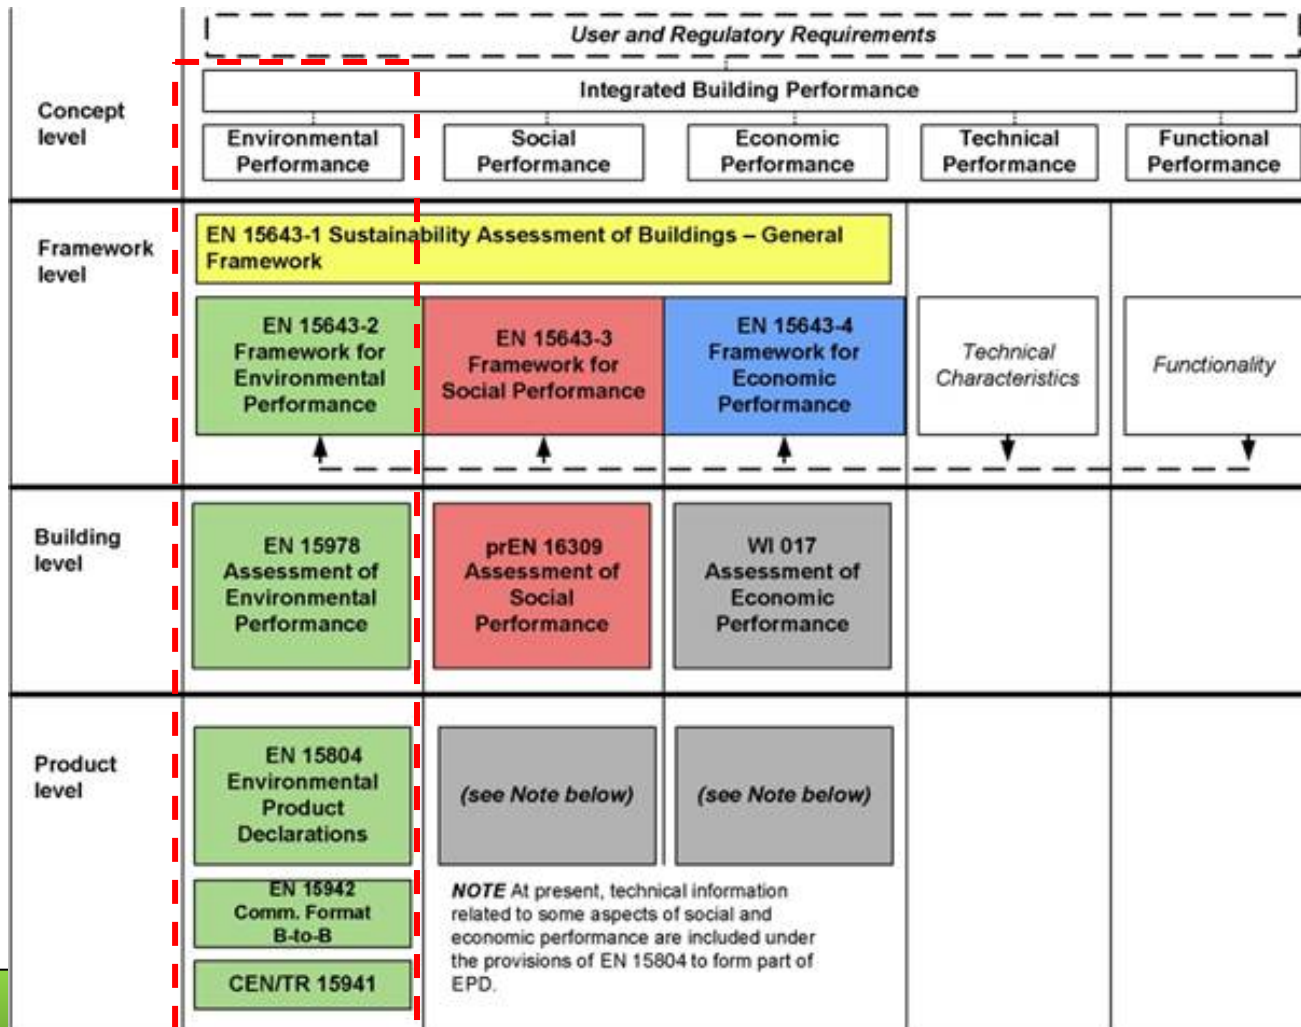 User and Regulatory Requirements
Integrated Building Performance
Concept
level
Environmental
Performance
Social
Performance
Economic
Performance
Technical
Performance
Functional
Performance
Framework
level
EN 15643-1 Sustainability Assessment of Buildings – General
Framework
EN 15643-2
Framework for
Environmental
Performance
EN 15643-3
Framework for
Social Performance
EN 15643-4
Framework for
Economic
Performance
Technical
Characteristics
Functionality
Building
level
EN 15978
Assessment of
Environmental
Performance
prEN 16309
Assessment of
Social
Performance
WI 017
Assessment of
Economic
Performance
Product
level
EN 15804
Environmental
Product
Declarations
(see Note below)
(see Note below)
EN 15942
Comm. Format
B-to-B
CEN/TR 15941
NOTE At present, technical information
related to some aspects of social and
economic performance are included under
the provisions of EN 15804 to form part of
EPD.